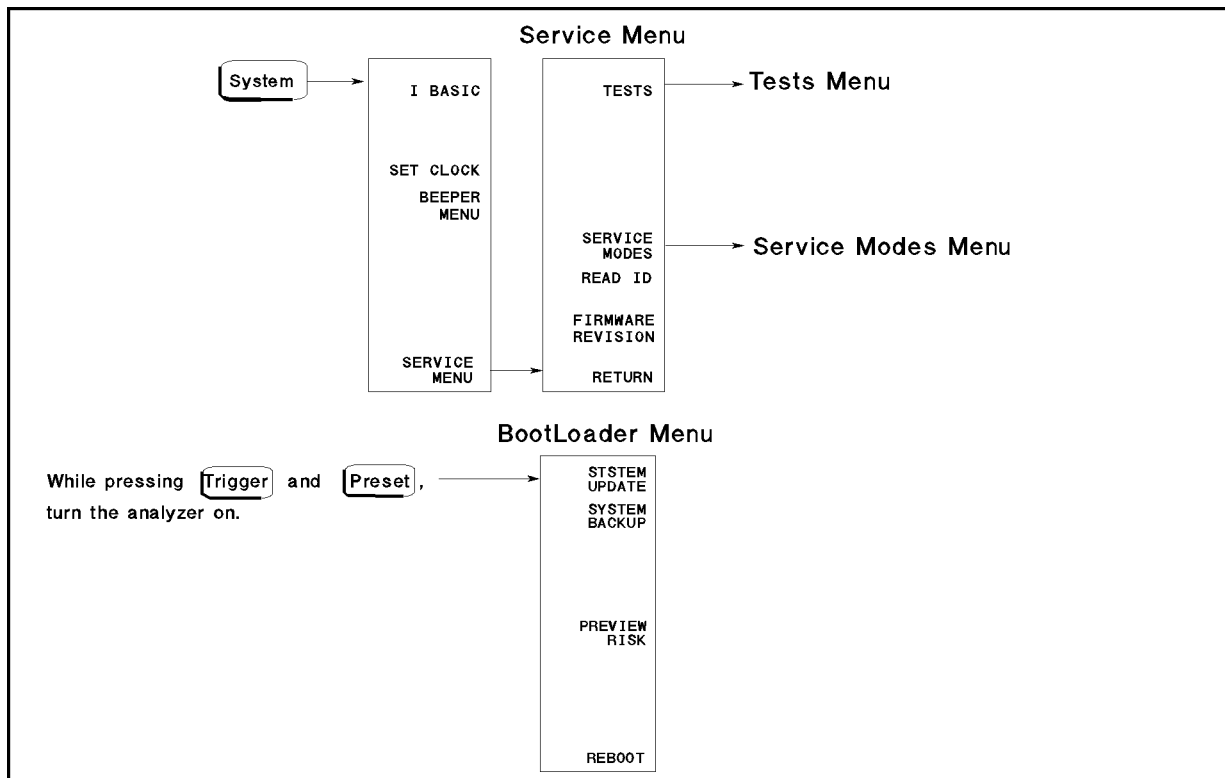 Service Menu
System
I BASIC
SET CLOCK
BEEPER
MENU
SERVICE
MENU
TESTS
SERVICE
MODES
READ ID
FIRMWARE
REVISION
RETURN
Tests Menu
Service Modes Menu
BootLoader Menu
While pressing Trigger and Preset,
turn the analyzer on.
STSTEM
UPDATE
SYSTEM
BACKUP
PREVIEW
RISK
REBOOT